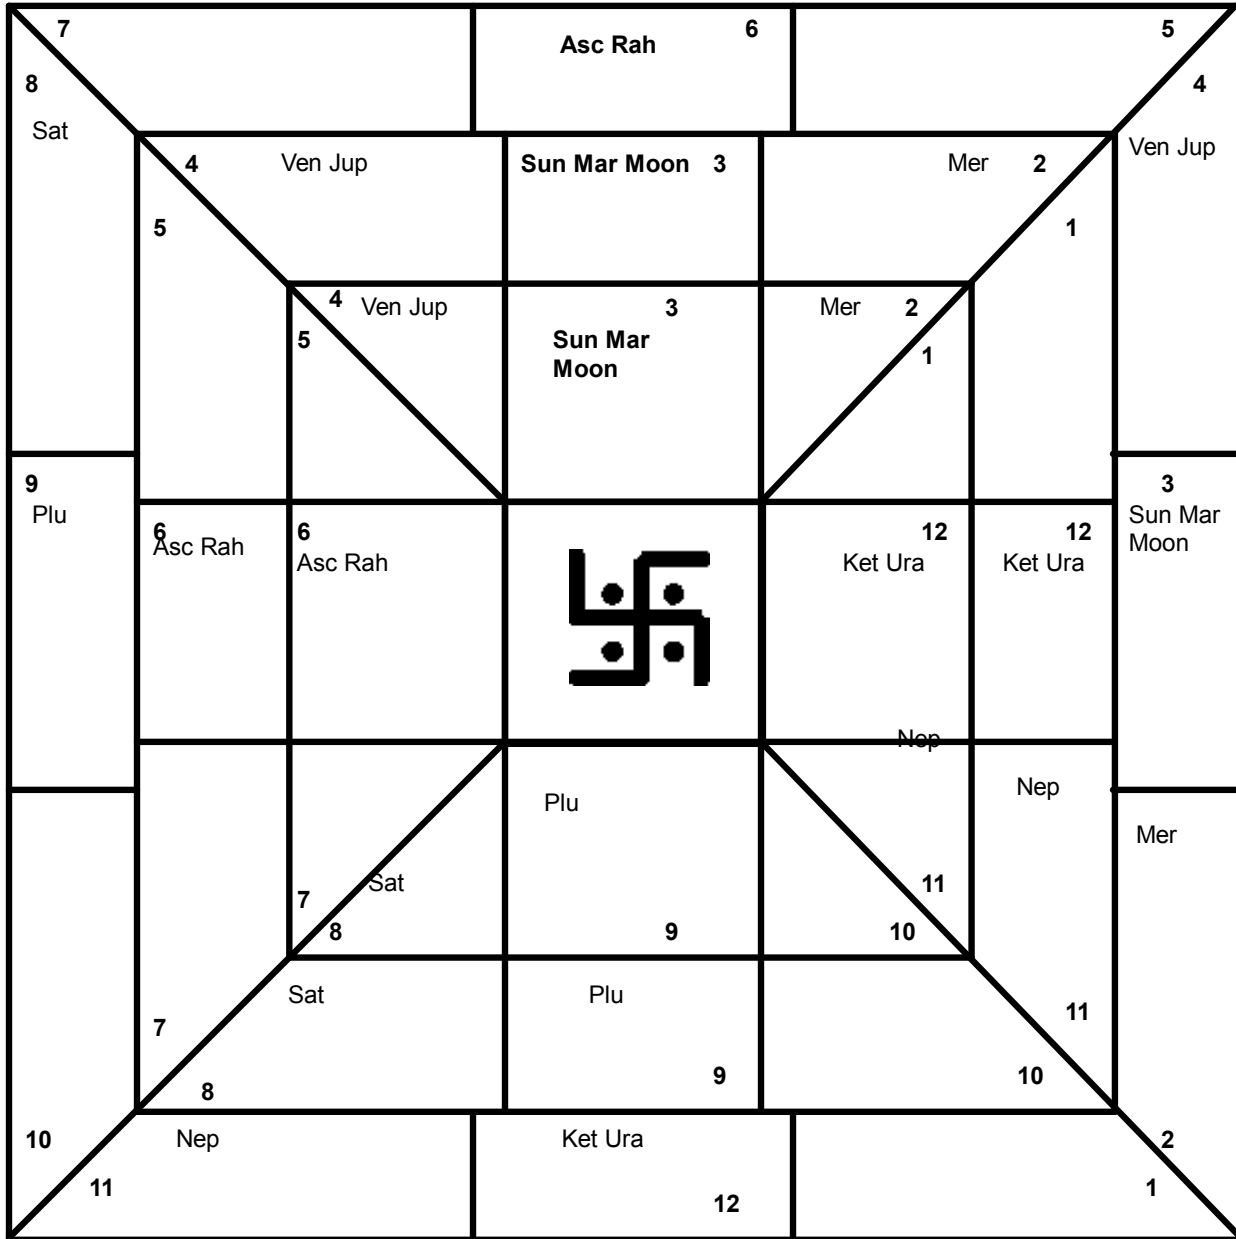 7 Asc Rah 6 5
8 4
Sat Ven Jup
4 Ven Jup Sun Mar Moon 3 Mer 2
5 1
4 Ven Jup 3 Mer 2
5 Sun Mar Moon 1
9 3
Plu Sun Mar Moon
6 6 12 12
Asc Rah Asc Rah Ket Ura Ket Ura
Nep
Nep
Plu
Mer
Sat
7 11
8 9 10
Sat Plu
7 11
8 9 10
10 Nep Ket Ura 2
11 12 1